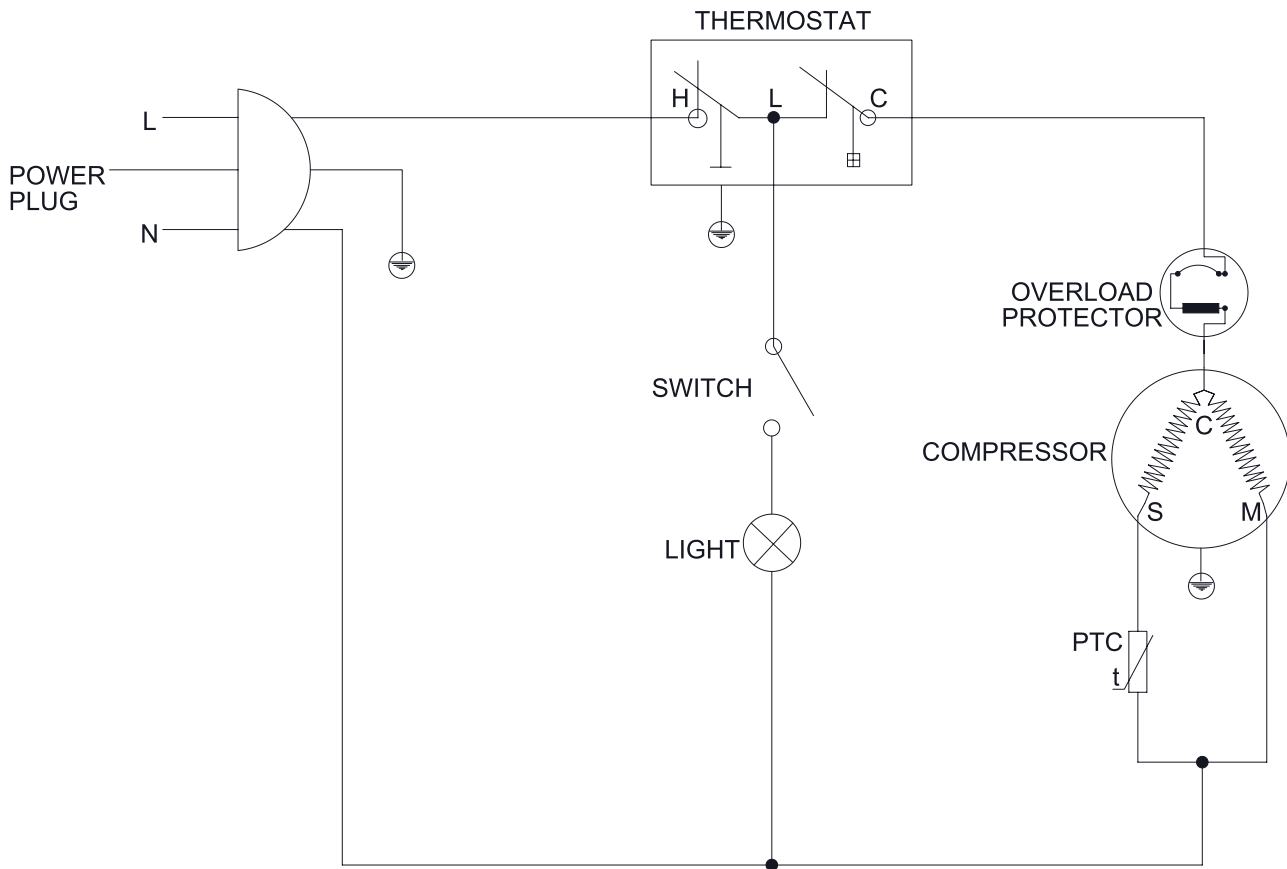 THERMOSTAT
H L C
L
POWER
PLUG
N
OVERLOAD
PROTECTOR
SWITCH
COMPRESSOR
C
S M
LIGHT
PTC
t